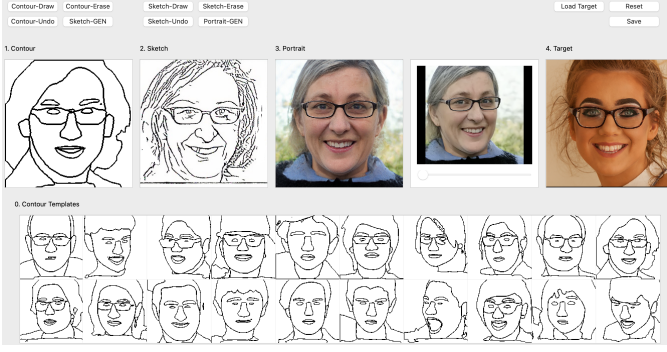 Contour-Draw Contour-Erase Sketch-Draw Sketch-Erase Load Target Reset
Contour-Undo Sketch-GEN Sketch-Undo Portrait-GEN Save
1. Contour 2. Sketch 3. Portrait 4. Target
0. Contour Templates